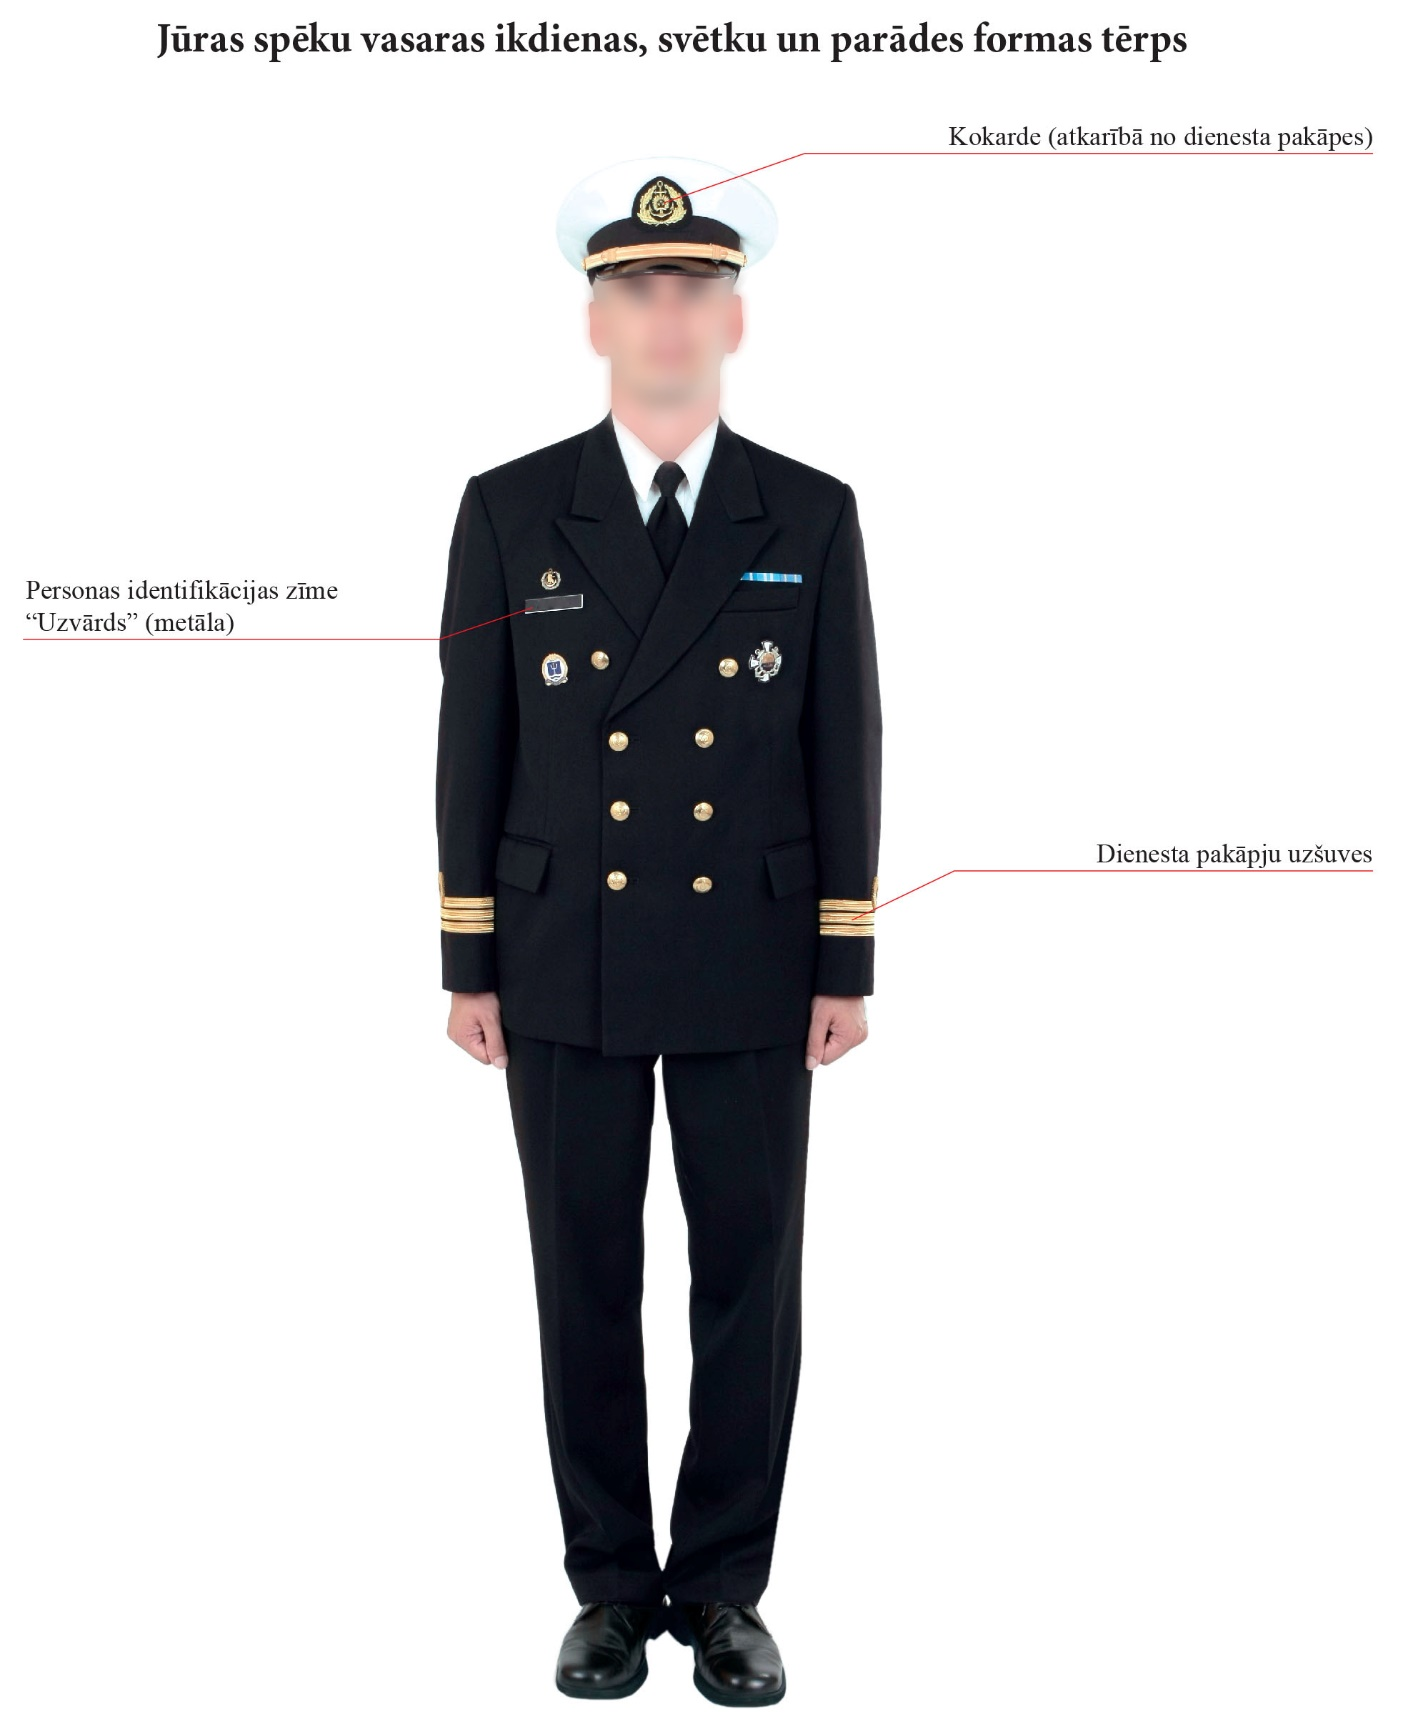 Jūras spēku vasaras ikdienas, svētku un parādes formas tērps
Kokarde (atkarībā no dienesta pakāpes)
Personas identifikācijas zīme
“Uzvārds” (metāla)
Dienesta pakāpju uzšuves